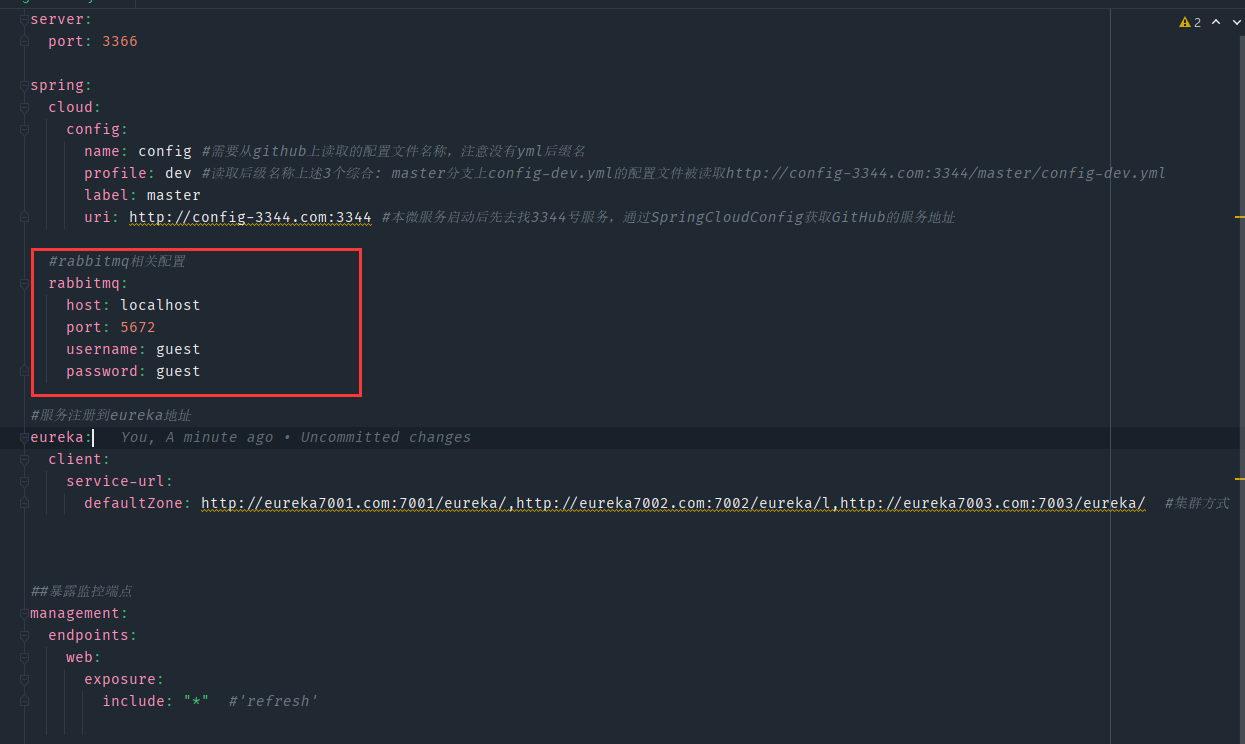 server:
port: 3366
2
spring:
cloud:
config:
name: config #需要从github上读取的配置文件名称，注意没有yml后缀名
profile: dev #读取后级名称上述3个综合: master分支上config-dev.yml的配置文件被读取http://config-3344.com:3344/master/config-dev.yml
label: master
uri: http://config-3344.com:3344 #本微服务启动后先去找3344号服务，通过SpringCloudConfig获取GitHub的服务地址
#rabbitmq相关配置
rabbitmq:
host: localhost
port: 5672
username: guest
password: guest
#服务注册到eureka地址
eureka: You, A minute ago • Uncommitted changes
client:
service-url:
defaultZone: http://eureka7001.com:7001/eureka/,http://eureka7002.com:7002/eureka/l,http://eureka7003.com:7003/eureka/ #集群方式
##暴露监控端点
management:
endpoints:
web:
exposure:
include: "*" #'refresh'